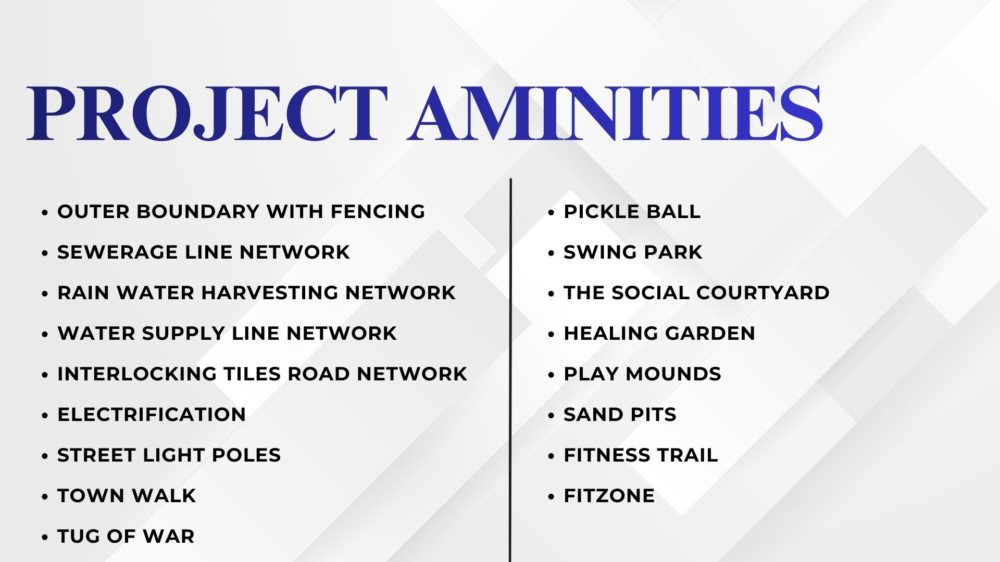 PROJECT AMINITIES
• OUTER BOUNDARY WITH FENCING
• SEWERAGE LINE NETWORK
• RAIN WATER HARVESTING NETWORK
• WATER SUPPLY LINE NETWORK
• INTERLOCKING TILES ROAD NETWORK
• ELECTRIFICATION
• STREET LIGHT POLES
• TOWN WALK
• TUG OF WAR
• PICKLE BALL
• SWING PARK
• THE SOCIAL COURTYARD
• HEALING GARDEN
• PLAY MOUNDS
• SAND PITS
• FITNESS TRAIL
• FITZONE